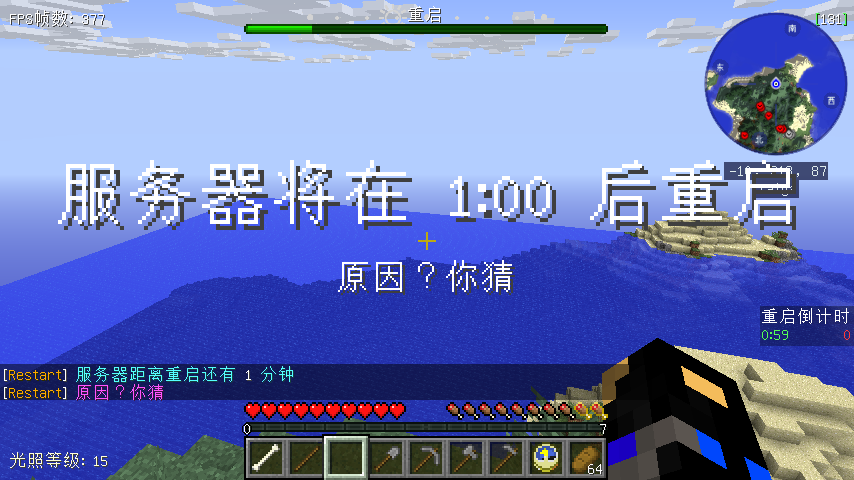 FPS帧数: 377
重启
[131]
南
东
西
北
87
服务器将在 1:00 后重启
原因？你猜
重启倒计时
0:59 0
[Restart] 服务器距离重启还有 1 分钟
[Restart] 原因？你猜
0 7
光照等级: 15
1
64